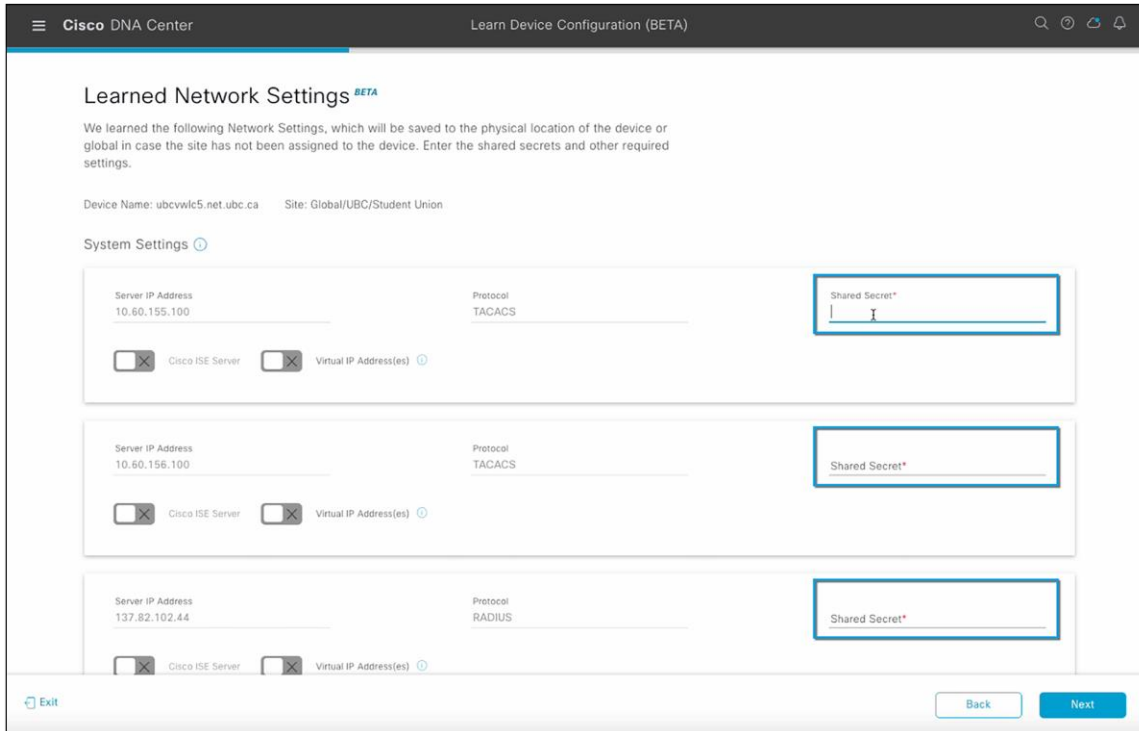 Cisco DNA Center
Learn Device Configuration (BETA)
Learned Network Settings BETA
We learned the following Network Settings, which will be saved to the physical location of the device or
global in case the site has not been assigned to the device. Enter the shared secrets and other required
settings.
Device Name: ubcvwlc5.net.ubc.ca Site: Global/UBC/Student Union
System Settings
Server IP Address
10.60.155.100
Protocol
TACACS
Shared Secret*
Cisco ISE Server
Virtual IP Address(es)
Server IP Address
10.60.156.100
Protocol
TACACS
Shared Secret*
Cisco ISE Server
Virtual IP Address(es)
Server IP Address
137.82.102.44
Protocol
RADIUS
Shared Secret*
Cisco ISE Server
Virtual IP Address(es)
Exit
Back
Next